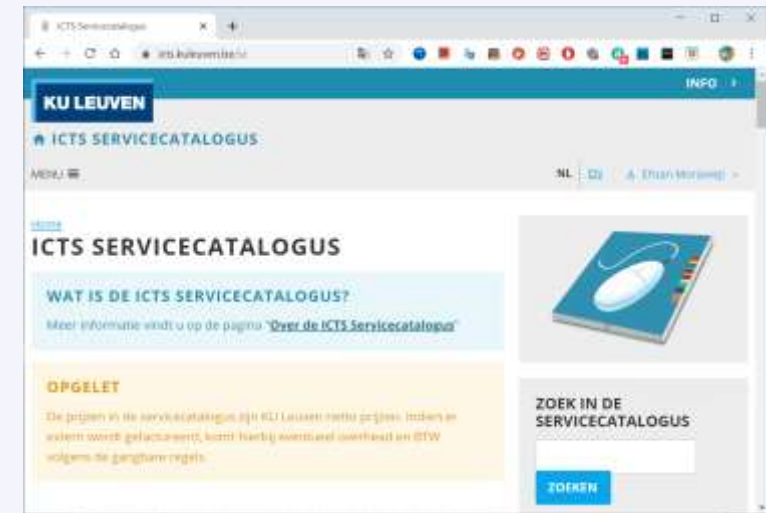 ICTS Servicecatalogus
icts.kuleuven.be/sc
INFO
KU LEUVEN
ICTS SERVICECATALOGUS
MENU
NL EN
Home
ICTS SERVICECATALOGUS
WAT IS DE ICTS SERVICECATALOGUS?
Meer informatie vindt u op de pagina "Over de ICTS Servicecatalogus"
OPGELET
De prijzen in de servicecatalogus zijn KU Leuven netto prijzen. Indien er
extern wordt gefactureerd, komt hierbij eventueel overhead en BTW
volgens de gangbare regels.
ZOEK IN DE
SERVICECATALOGUS
ZOEKEN